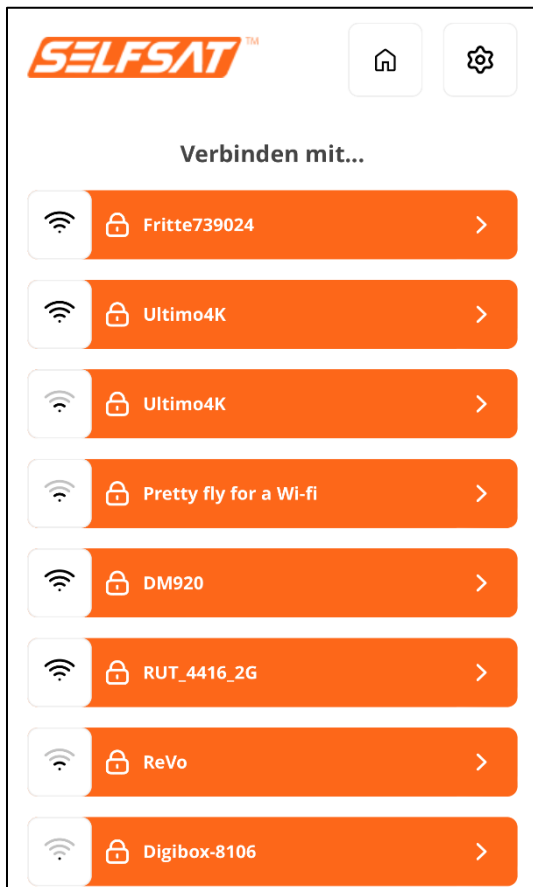 SELFSAT™
Verbinden mit...
Fritte739024
Ultimo4K
Ultimo4K
Pretty fly for a Wi-fi
DM920
RUT_4416_2G
ReVo
Digibox-8106